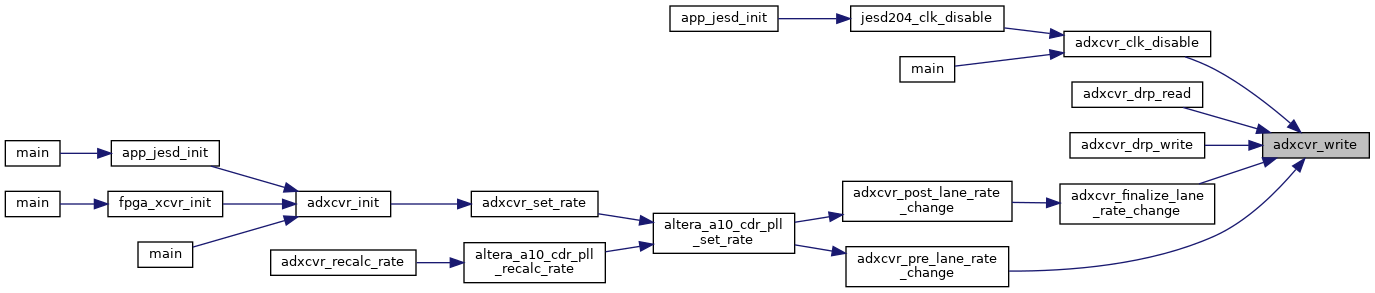 app_jesd_init
jesd204_clk_disable
adxcvr_clk_disable
main
adxcvr_drp_read
adxcvr_drp_write
adxcvr_write
main
app_jesd_init
main
fpga_xcvr_init
adxcvr_init
adxcvr_set_rate
main
adxcvr_recalc_rate
altera_a10_cdr_pll
_recalc_rate
altera_a10_cdr_pll
_set_rate
adxcvr_post_lane_rate
_change
adxcvr_finalize_lane
_rate_change
adxcvr_pre_lane_rate
_change